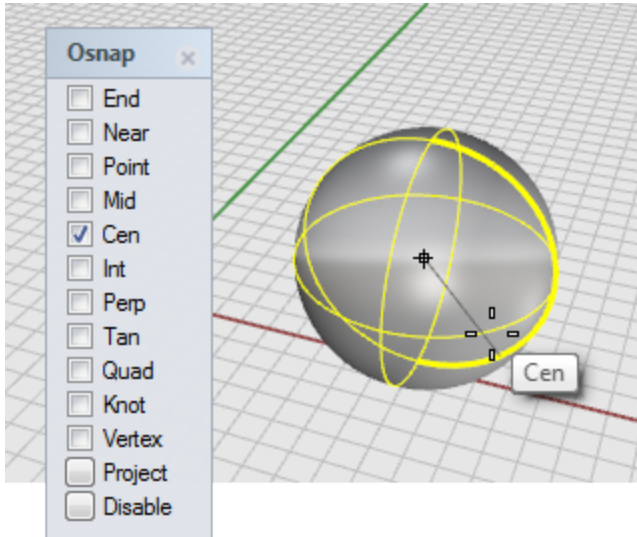 Osnap
End
Near
Point
Mid
Cen
Int
Perp
Tan
Quad
Knot
Vertex
Project
Disable
Cen